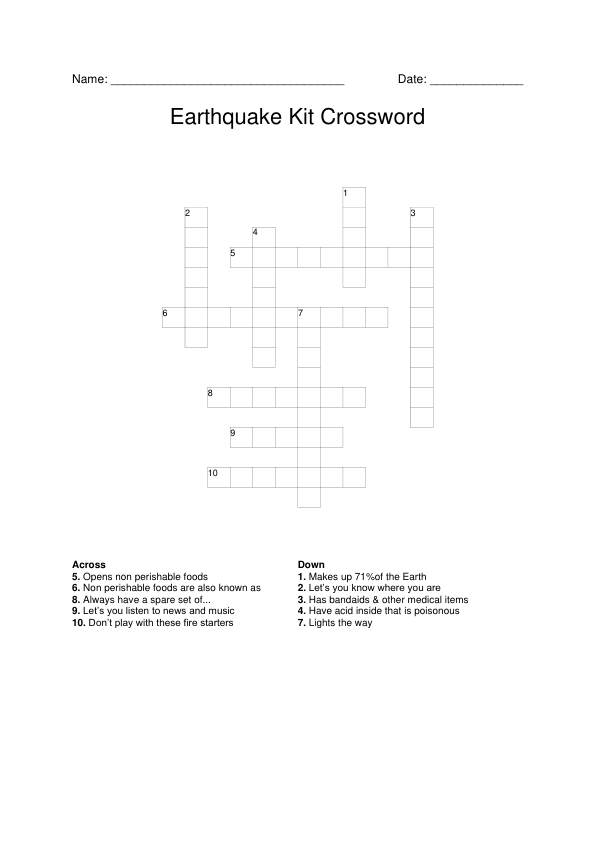 Name: ___________________________________ Date: ______________
Earthquake Kit Crossword
1
2 3
4
5
6 7
8
9
10
Across
5. Opens non perishable foods
6. Non perishable foods are also known as
8. Always have a spare set of...
9. Let's you listen to news and music
10. Don't play with these fire starters
Down
1. Makes up 71%of the Earth
2. Let's you know where you are
3. Has bandaids & other medical items
4. Have acid inside that is poisonous
7. Lights the way